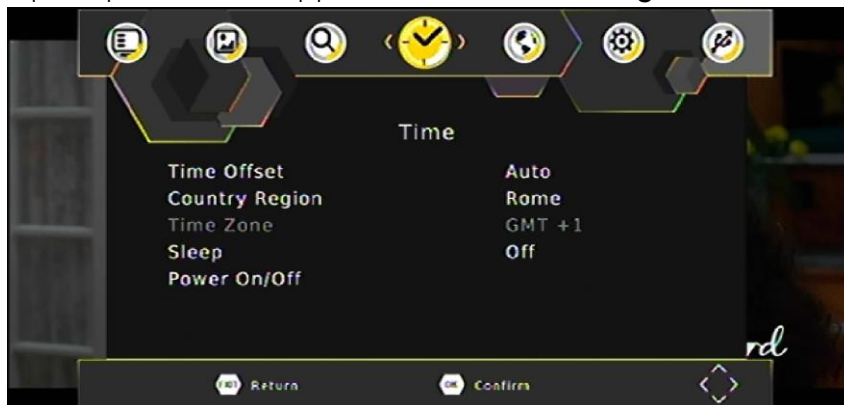 Time
Time Offset Auto
Country Region Rome
Time Zone GMT +1
Sleep Off
Power On/Off
rd
EXIT Return OK Confirm